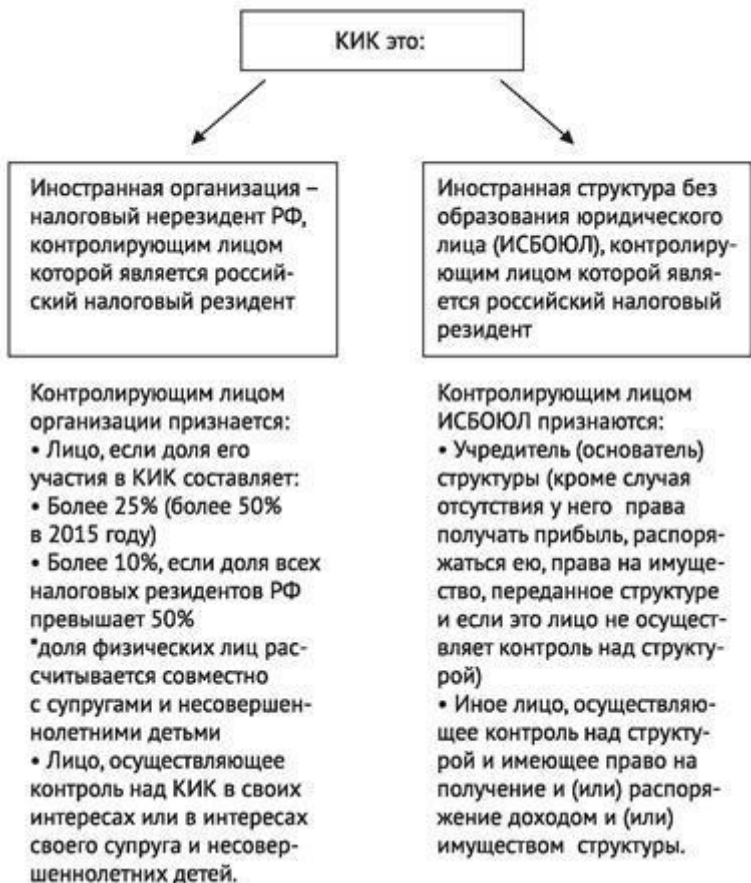 КИК это:
Иностранная организация –
налоговый нерезидент РФ,
контролирующим лицом
которой является россий-
ский налоговый резидент
Контролирующим лицом
организации признается:
• Лицо, если доля его
участия в КИК составляет:
• Более 25% (более 50%
в 2015 году)
• Более 10%, если доля всех
налоговых резидентов РФ
превышает 50%
*доля физических лиц рас-
считывается совместно
с супругами и несовершен-
нолетними детьми
• Лицо, осуществляющее
контроль над КИК в своих
интересах или в интересах
своего супруга и несовер-
шеннолетних детей.
Иностранная структура без
образования юридического
лица (ИСБОЮЛ), контролиру-
ющим лицом которой явля-
ется российский налоговый
резидент
Контролирующим лицом
ИСБОЮЛ признаются:
• Учредитель (основатель)
структуры (кроме случая
отсутствия у него права
получать прибыль, распоря-
жаться ею, права на имуще-
ство, переданное структуре
и если это лицо не осущест-
вляет контроль над структу-
рой)
• Иное лицо, осуществляю-
щее контроль над структу-
рой и имеющее право на
получение и (или) распоря-
жение доходом и (или)
имуществом структуры.